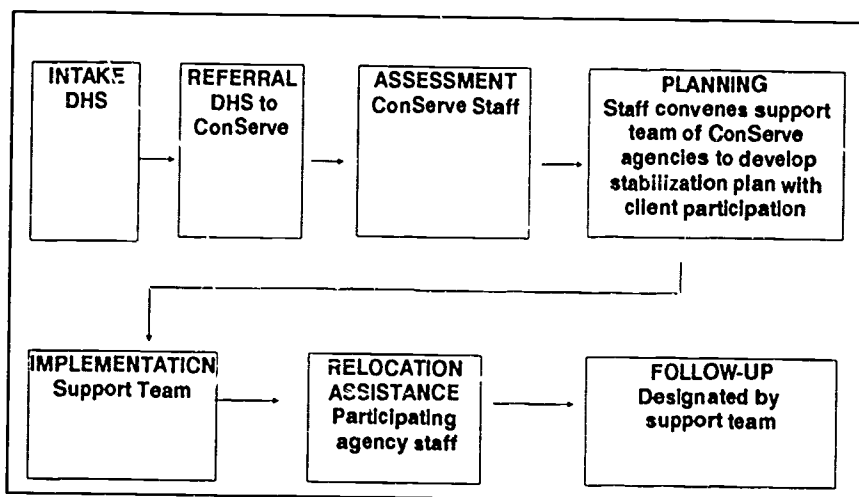 INTAKE
DHS
REFERRAL
DHS to
ConServe
ASSESSMENT
ConServe Staff
PLANNING
Staff convenes support
team of ConServe
agencies to develop
stabilization plan with
client participation
IMPLEMENTATION
Support Team
RELOCATION
ASSISTANCE
Participating
agency staff
FOLLOW-UP
Designated by
support team